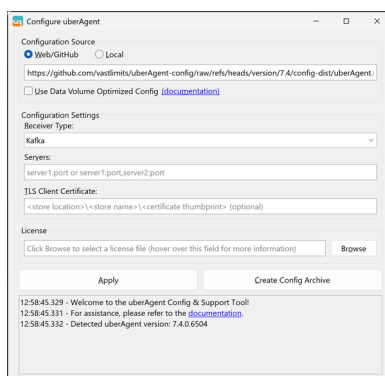 Configure uberAgent
Configuration Source
Web/GitHub Local
https://github.com/vastlimits/uberAgent-config/raw/refs/heads/version/7.4/config-dist/uberAgent.
Use Data Volume Optimized Config (documentation)
Configuration Settings
Receiver Type:
Kafka
Servers:
server1:port or server1:port,server2:port
TLS Client Certificate:
<store location>\<store name>\<certificate thumbprint> (optional)
License
Click Browse to select a license file (hover over this field for more information) Browse
Apply Create Config Archive
12:58:45.329 - Welcome to the uberAgent Config & Support Tool!
12:58:45.331 - For assistance, please refer to the documentation.
12:58:45.332 - Detected uberAgent version: 7.4.0.6504